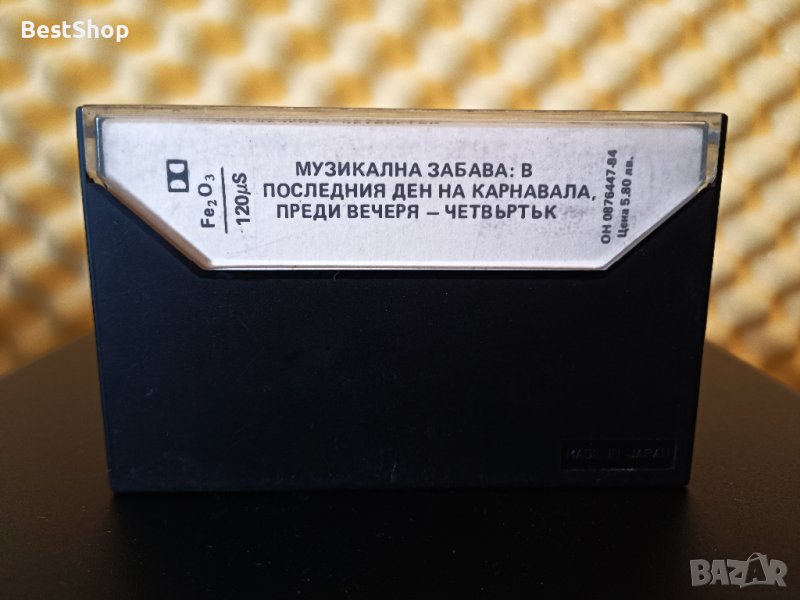 BestShop
МУЗИКАЛНА ЗАБАВА: В
ПОСЛЕДНИЯ ДЕН НА КАРНАВАЛА,
ПРЕДИ ВЕЧЕРЯ – ЧЕТВЪРТЪК
Fe₂O₃
120μS
ОН 0876447-84
Цена 5.80 лв.
MADE IN JAPAN
BAZAR